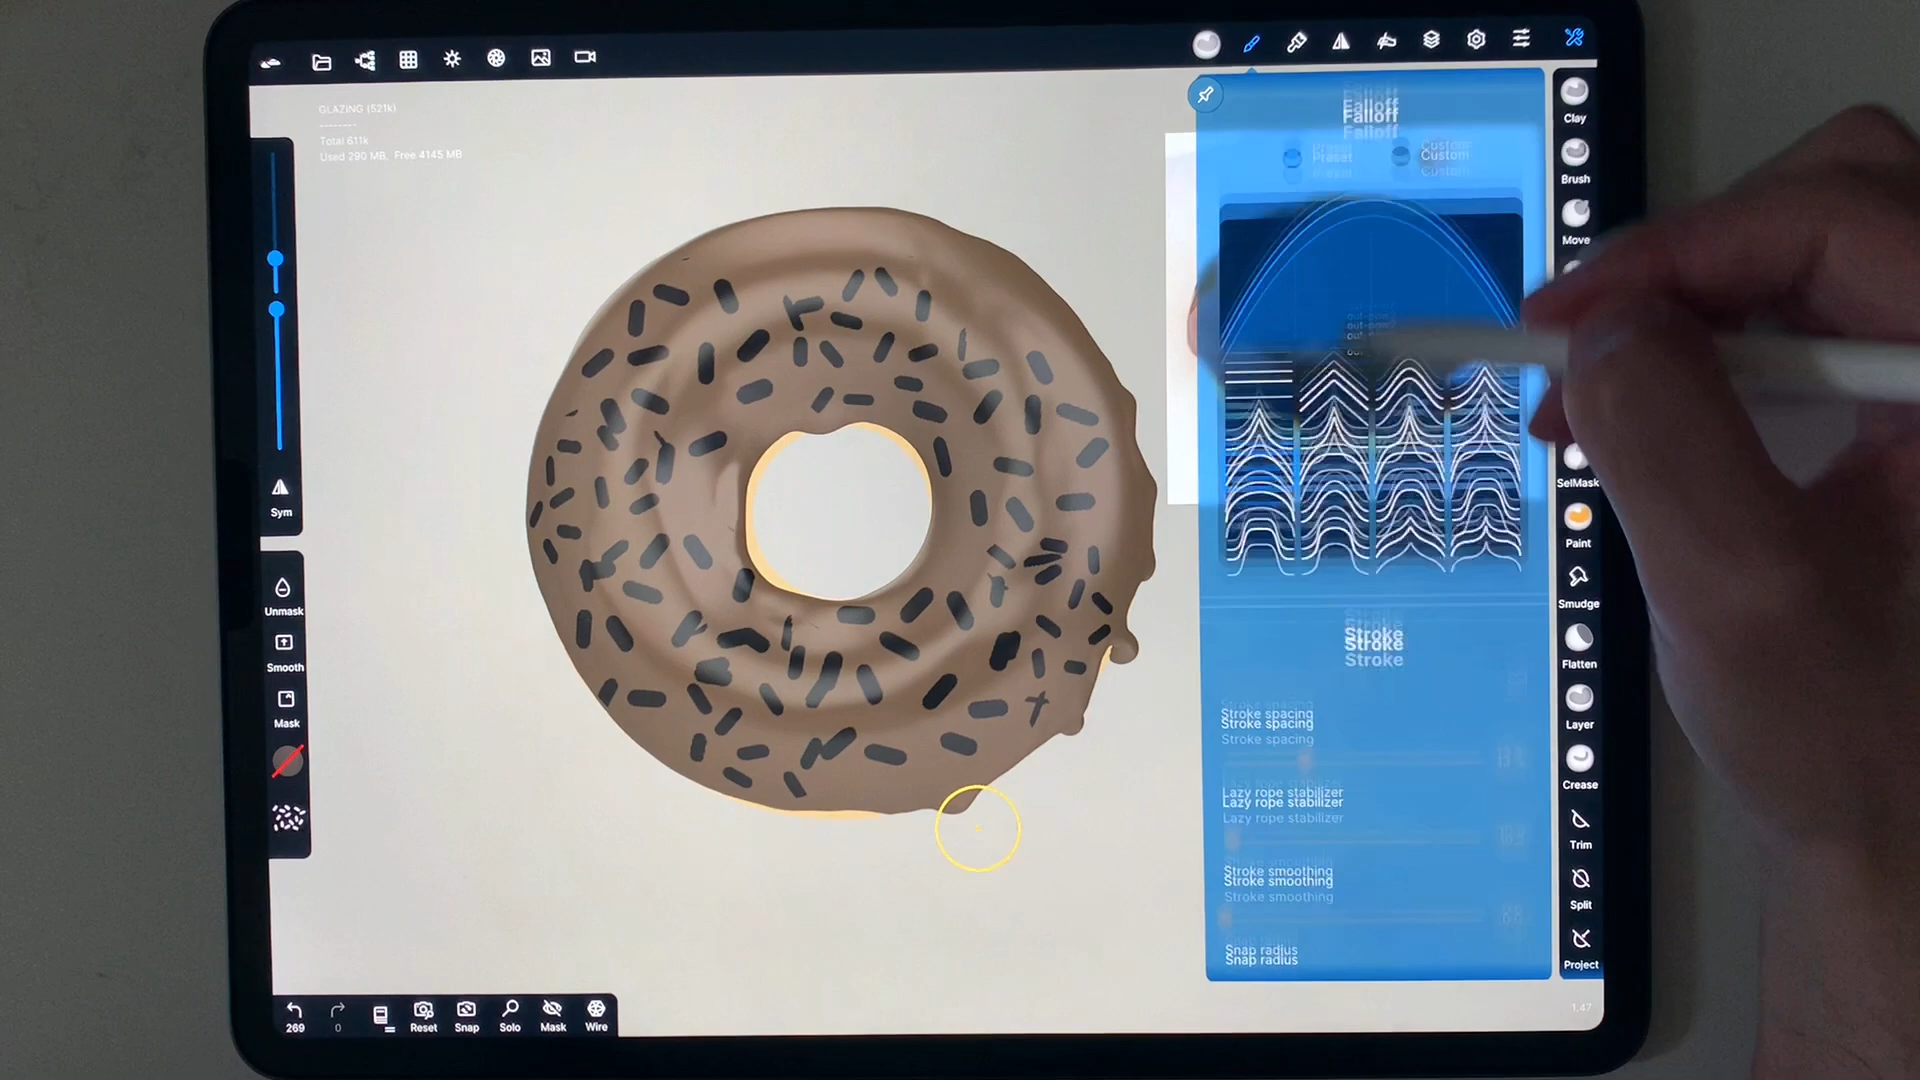 GLAZING (521k)
--------
Total 611k
Used 290 MB, Free 4145 MB
Sym
Unmask
Smooth
Mask
269
0
Reset
Snap
Solo
Mask
Wire
Falloff
Preset
Custom
Stroke
Stroke spacing
Lazy rope stabilizer
Stroke smoothing
Snap radius
Clay
Brush
Move
SelMask
Paint
Smudge
Flatten
Layer
Crease
Trim
Split
Project
1.47